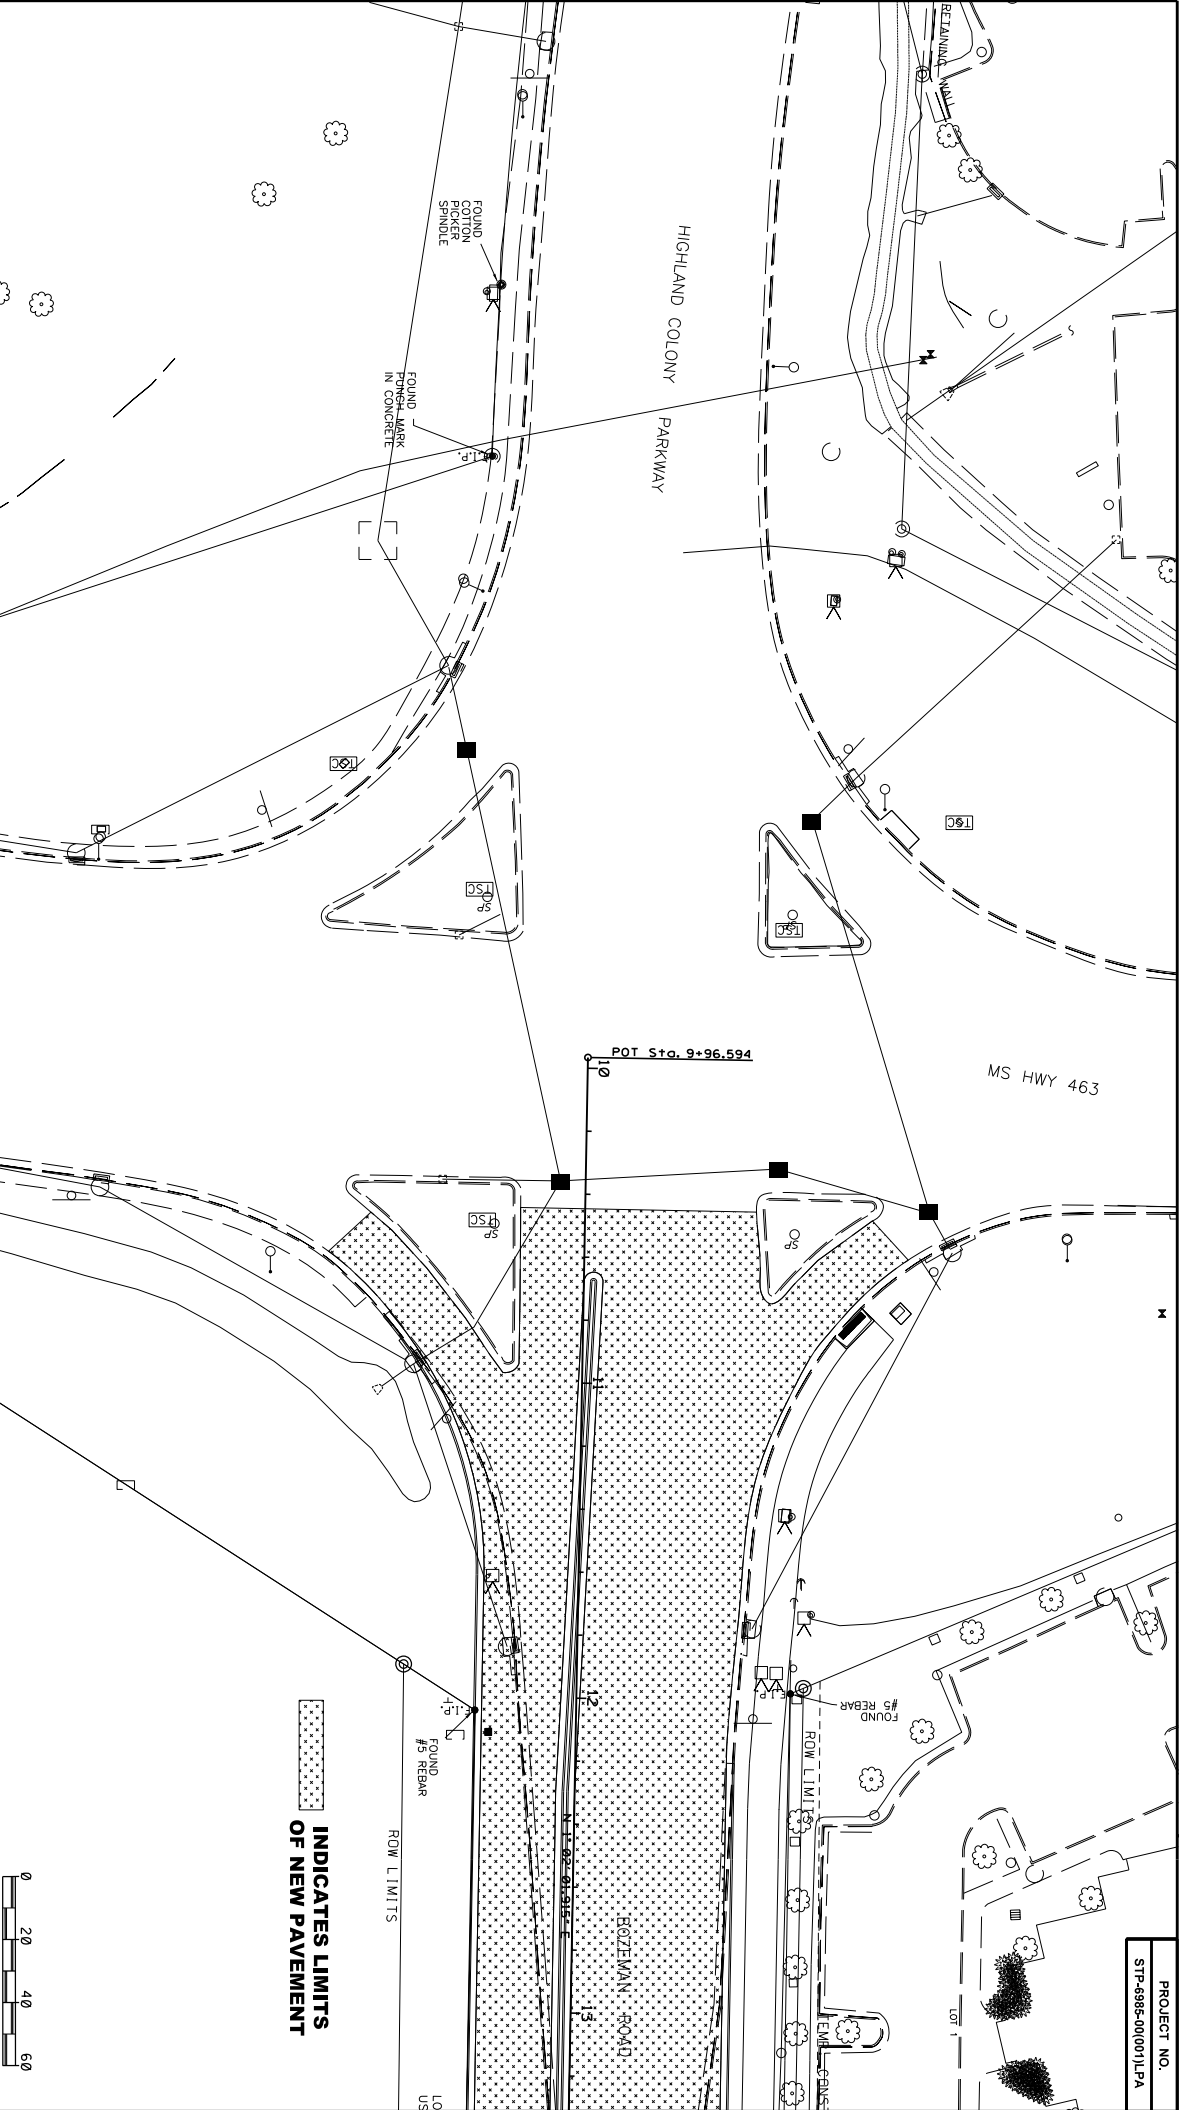 PROJECT NO.
STP-6985-00(001)LPA
RETAINING WALL
HIGHLAND COLONY PARKWAY
FOUND
COTTON
PICKER
SPINDLE
FOUND
PUNCH MARK
IN CONCRETE
F.I.P.
TSC
TSC
TSC
SP
TSC
SP
POT Sta. 9+96.594
10
MS HWY 463
TSC
SP
SP
11
12
13
F.I.P.
FOUND
#5 REBAR
F.I.P.
FOUND
#5 REBAR
ROW LIMITS
ROW LIMITS
N 1° 02' 01.915" E
BOZEMAN ROAD
LOT 1
INDICATES LIMITS
OF NEW PAVEMENT
0 20 40 60